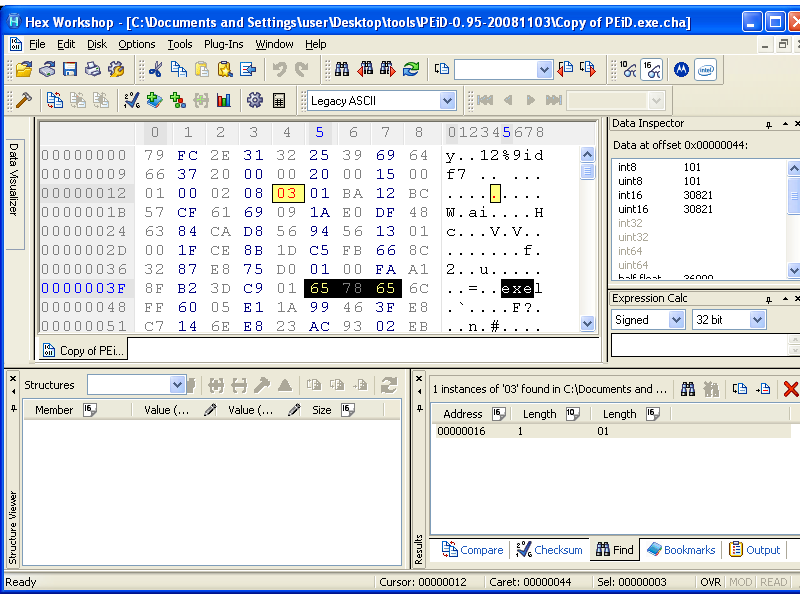 Hex Workshop - [C:\Documents and Settings\user\Desktop\tools\PEiD-0.95-20081103\Copy of PEiD.exe.cha]
File Edit Disk Options Tools Plug-Ins Window Help
Legacy ASCII
0 1 2 3 4 5 6 7 8 012345678
00000000 79 FC 2E 31 32 25 39 69 64 y..12%9id
00000009 66 37 20 00 00 20 00 15 00 f7 .. ...
00000012 01 00 02 08 03 01 BA 12 BC .........
0000001B 57 CF 61 69 09 1A E0 DF 48 W.ai....H
00000024 63 84 CA D8 56 94 56 13 01 c...V.V..
0000002D 00 1F CE 8B 1D C5 FB 66 8C .......f.
00000036 32 87 E8 75 D0 01 00 FA A1 2..u.....
0000003F 8F B2 3D C9 01 65 78 65 6C ..=..exel
00000048 FF 60 05 E1 1A 99 46 3F E8 .`....F?.
00000051 C7 14 6E E8 23 AC 93 02 EB ..n.#....
Data Visualizer
Copy of PEi...
Data Inspector
Data at offset 0x00000044:
int8 101
uint8 101
int16 30821
uint16 30821
int32
uint32
int64
uint64
half float 36000
Expression Calc
Signed 32 bit
Structures
Member Value (... Value (... Size
Structure Viewer
1 instances of '03' found in C:\Documents and ...
Address Length Length
00000016 1 01
Results
Compare Checksum Find Bookmarks Output
Ready Cursor: 00000012 Caret: 00000044 Sel: 00000003 OVR MOD READ